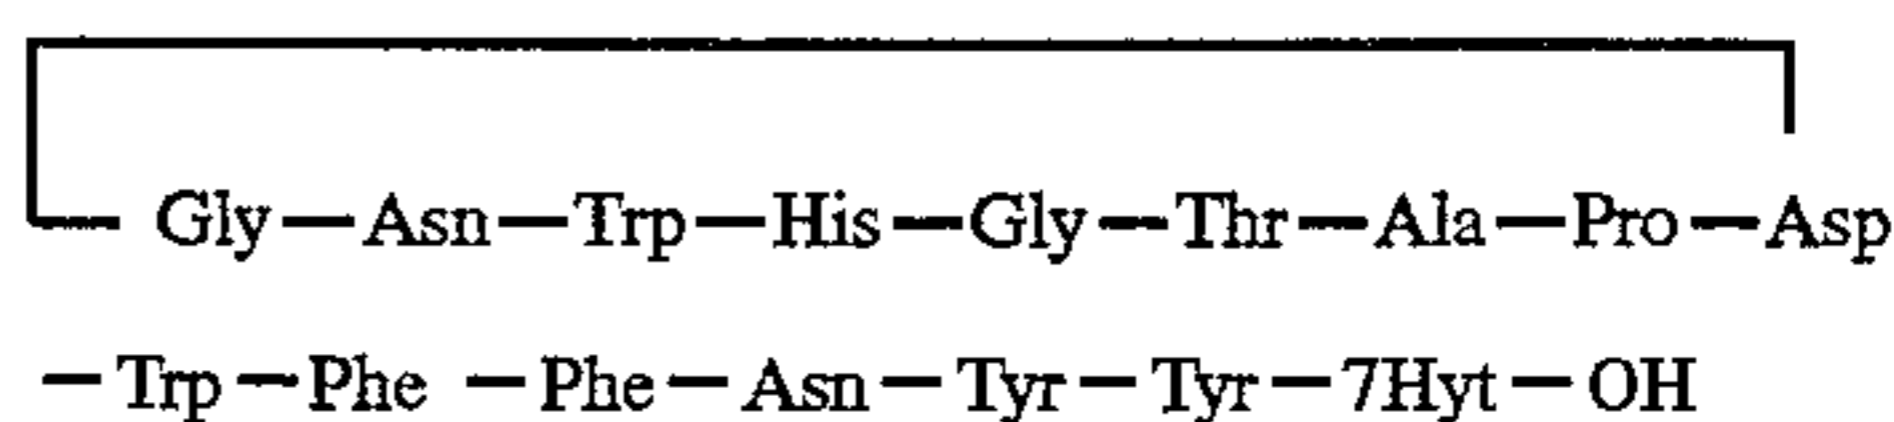 Gly—Asn—Trp—His—Gly—Thr—Ala—Pro—Asp
—Trp—Phe —Phe—Asn—Tyr—Tyr—7Hyt—OH